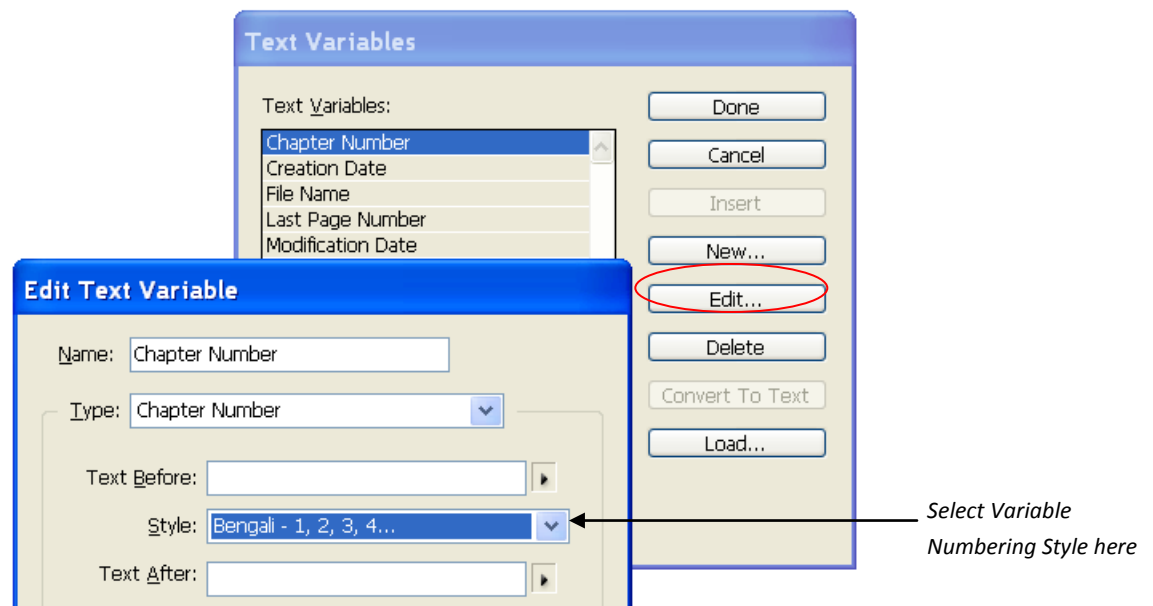 Text Variables
Text Variables:
Chapter Number
Creation Date
File Name
Last Page Number
Modification Date
Done
Cancel
Insert
New...
Edit...
Delete
Convert To Text
Load...
Edit Text Variable
Name: Chapter Number
Type: Chapter Number
Text Before:
Style: Bengali - 1, 2, 3, 4...
Text After:
Select Variable
Numbering Style here